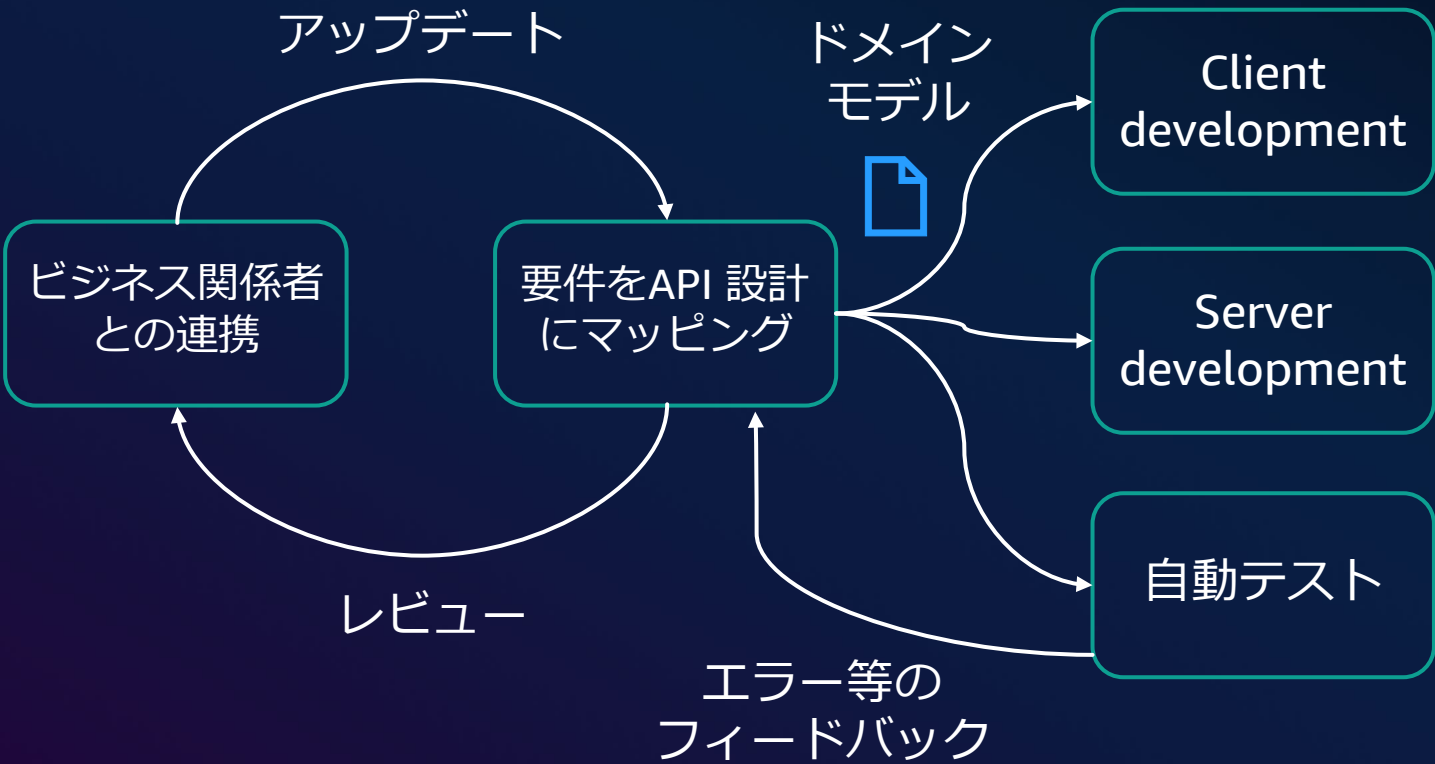 アップデート
ドメイン
モデル
Client
development
ビジネス関係者
との連携
要件をAPI 設計
にマッピング
Server
development
自動テスト
レビュー
エラー等の
フィードバック